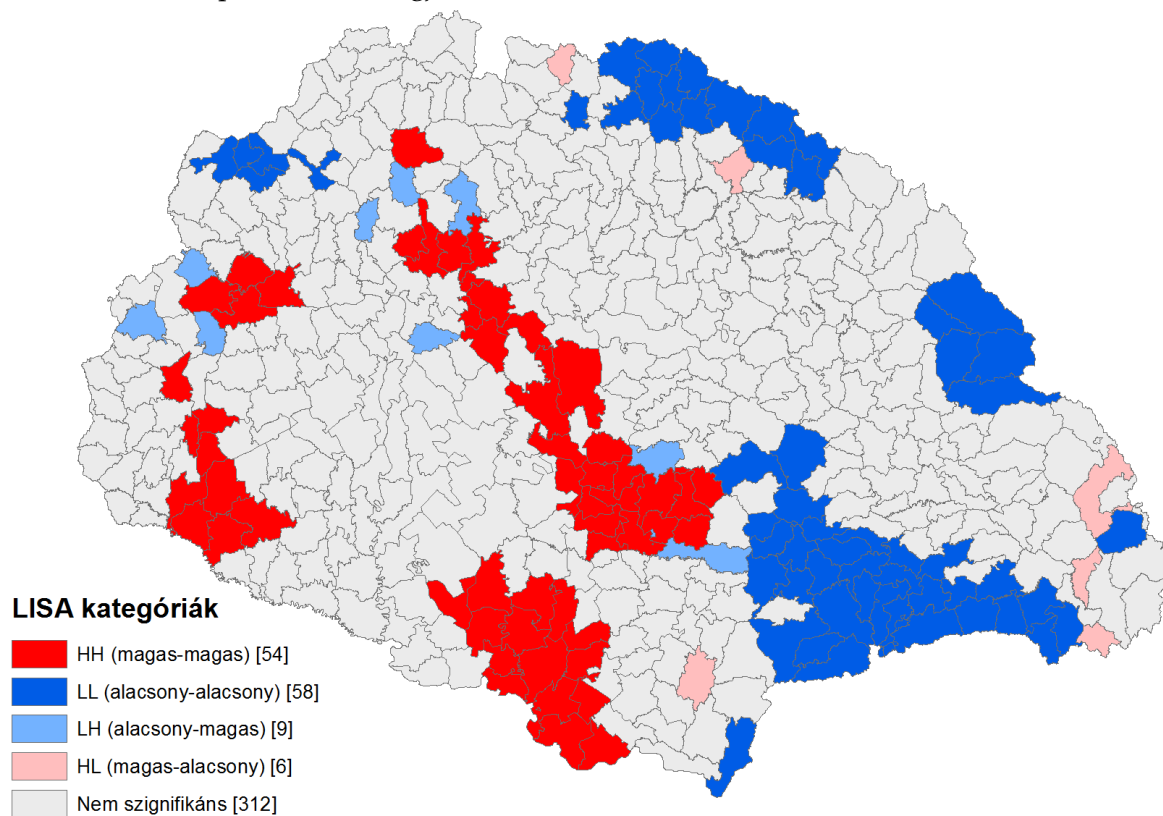 LISA kategóriák
HH (magas-magas) [54]
LL (alacsony-alacsony) [58]
LH (alacsony-magas) [9]
HL (magas-alacsony) [6]
Nem szignifikáns [312]